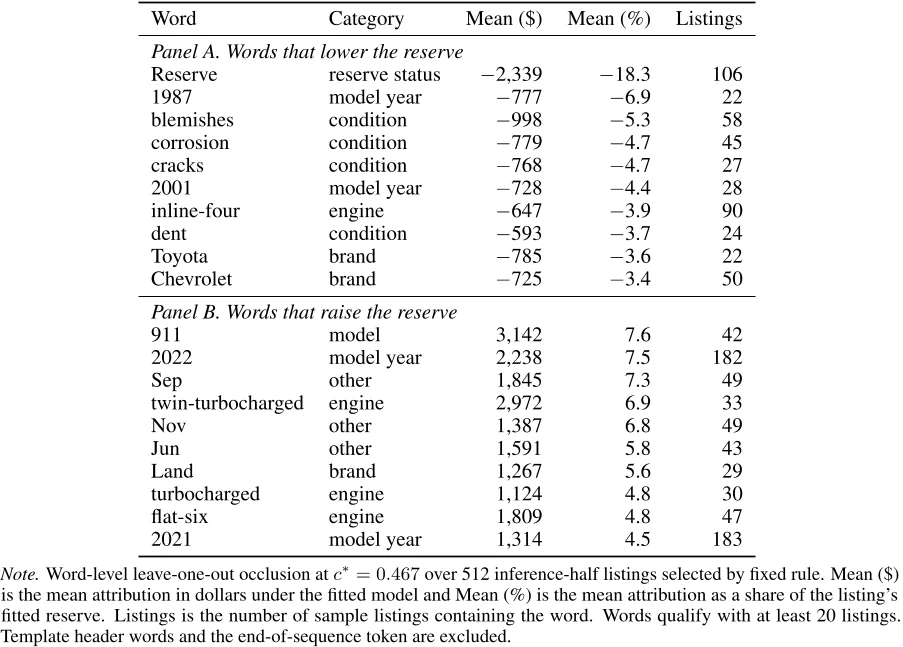 Word Category Mean ($) Mean (%) Listings
Panel A. Words that lower the reserve
Reserve reserve status −2,339 −18.3 106
1987 model year −777 −6.9 22
blemishes condition −998 −5.3 58
corrosion condition −779 −4.7 45
cracks condition −768 −4.7 27
2001 model year −728 −4.4 28
inline-four engine −647 −3.9 90
dent condition −593 −3.7 24
Toyota brand −785 −3.6 22
Chevrolet brand −725 −3.4 50
Panel B. Words that raise the reserve
911 model 3,142 7.6 42
2022 model year 2,238 7.5 182
Sep other 1,845 7.3 49
twin-turbocharged engine 2,972 6.9 33
Nov other 1,387 6.8 49
Jun other 1,591 5.8 43
Land brand 1,267 5.6 29
turbocharged engine 1,124 4.8 30
flat-six engine 1,809 4.8 47
2021 model year 1,314 4.5 183
Note. Word-level leave-one-out occlusion at c* = 0.467 over 512 inference-half listings selected by fixed rule. Mean ($)
is the mean attribution in dollars under the fitted model and Mean (%) is the mean attribution as a share of the listing's
fitted reserve. Listings is the number of sample listings containing the word. Words qualify with at least 20 listings.
Template header words and the end-of-sequence token are excluded.